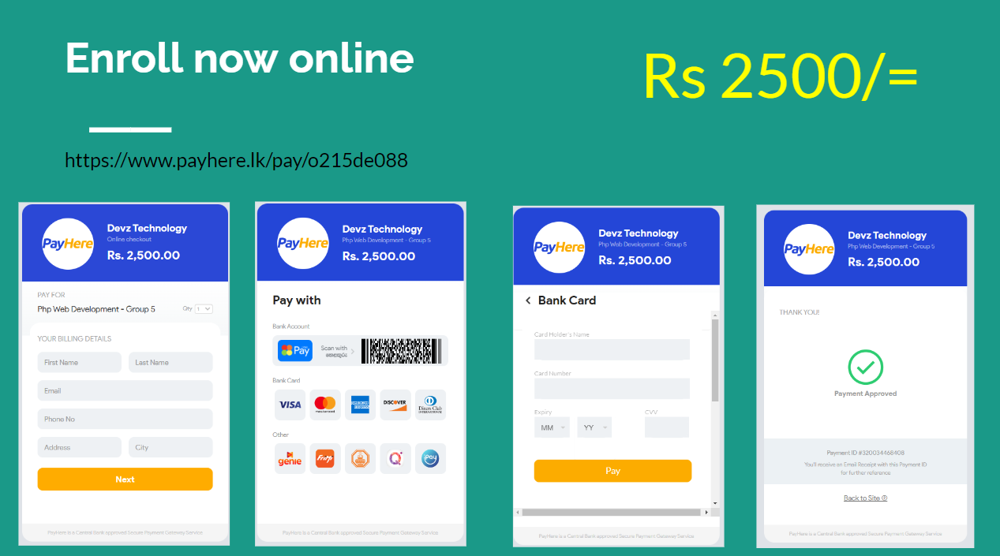 Enroll now online
Rs 2500/=
https://www.payhere.lk/pay/o215de088
PayHere
Devz Technology
Online checkout
Rs. 2,500.00
PAY FOR
Php Web Development - Group 5
Qty 1
YOUR BILLING DETAILS
First Name
Last Name
Email
Phone No
Address
City
Next
PayHere is a Central Bank approved Secure Payment Gateway Service
PayHere
Devz Technology
Php Web Development - Group 5
Rs. 2,500.00
Pay with
Bank Account
Pay
Scan with
Bank Card
VISA
mastercard
DISCOVER
Diners Club
INTERNATIONAL
Other
genie
FriMi
Q+
iPay
PayHere is a Central Bank approved Secure Payment Gateway Service
PayHere
Devz Technology
Php Web Development - Group 5
Rs. 2,500.00
Bank Card
Card Holder's Name
Card Number
Expiry
CVV
MM
YY
Pay
PayHere is a Central Bank approved Secure Payment Gateway Service
PayHere
Devz Technology
Php Web Development - Group 5
Rs. 2,500.00
THANK YOU!
Payment Approved
Payment ID #320034468408
You'll receive an Email Receipt with this Payment ID
for further reference
Back to Site
PayHere is a Central Bank approved Secure Payment Gateway Service